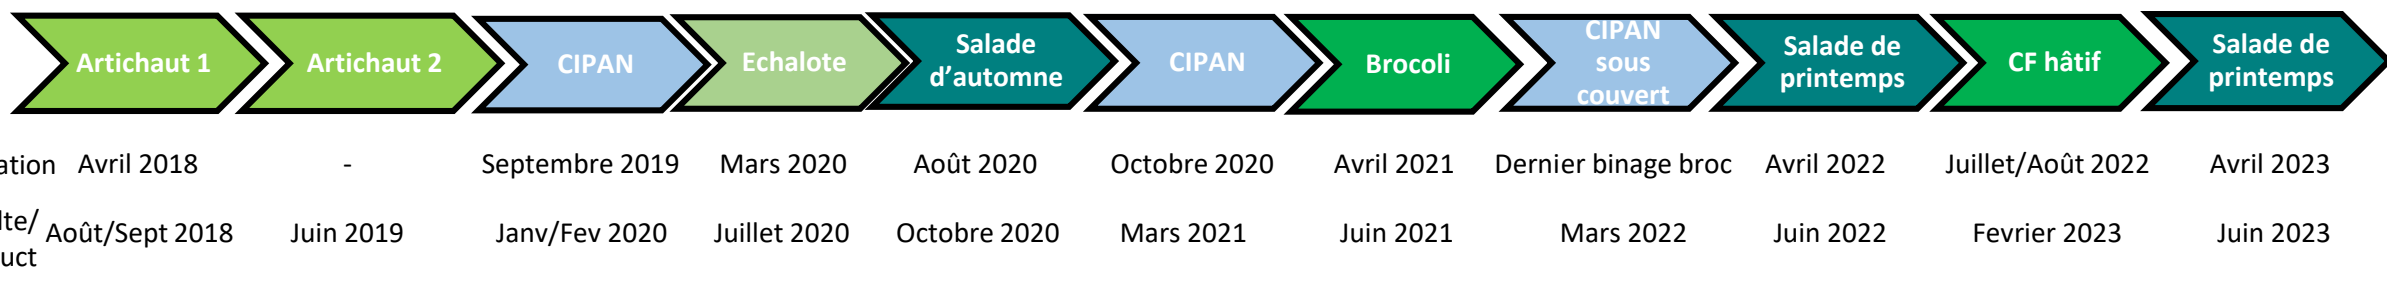 Artichaut 1
Artichaut 2
CIPAN
Echalote
Salade
d’automne
CIPAN
Brocoli
CIPAN
sous
couvert
Salade de
printemps
CF hâtif
Salade de
printemps
ation Avril 2018 - Septembre 2019 Mars 2020 Août 2020 Octobre 2020 Avril 2021 Dernier binage broc Avril 2022 Juillet/Août 2022 Avril 2023
lte/
uct
Août/Sept 2018 Juin 2019 Janv/Fev 2020 Juillet 2020 Octobre 2020 Mars 2021 Juin 2021 Mars 2022 Juin 2022 Fevrier 2023 Juin 2023